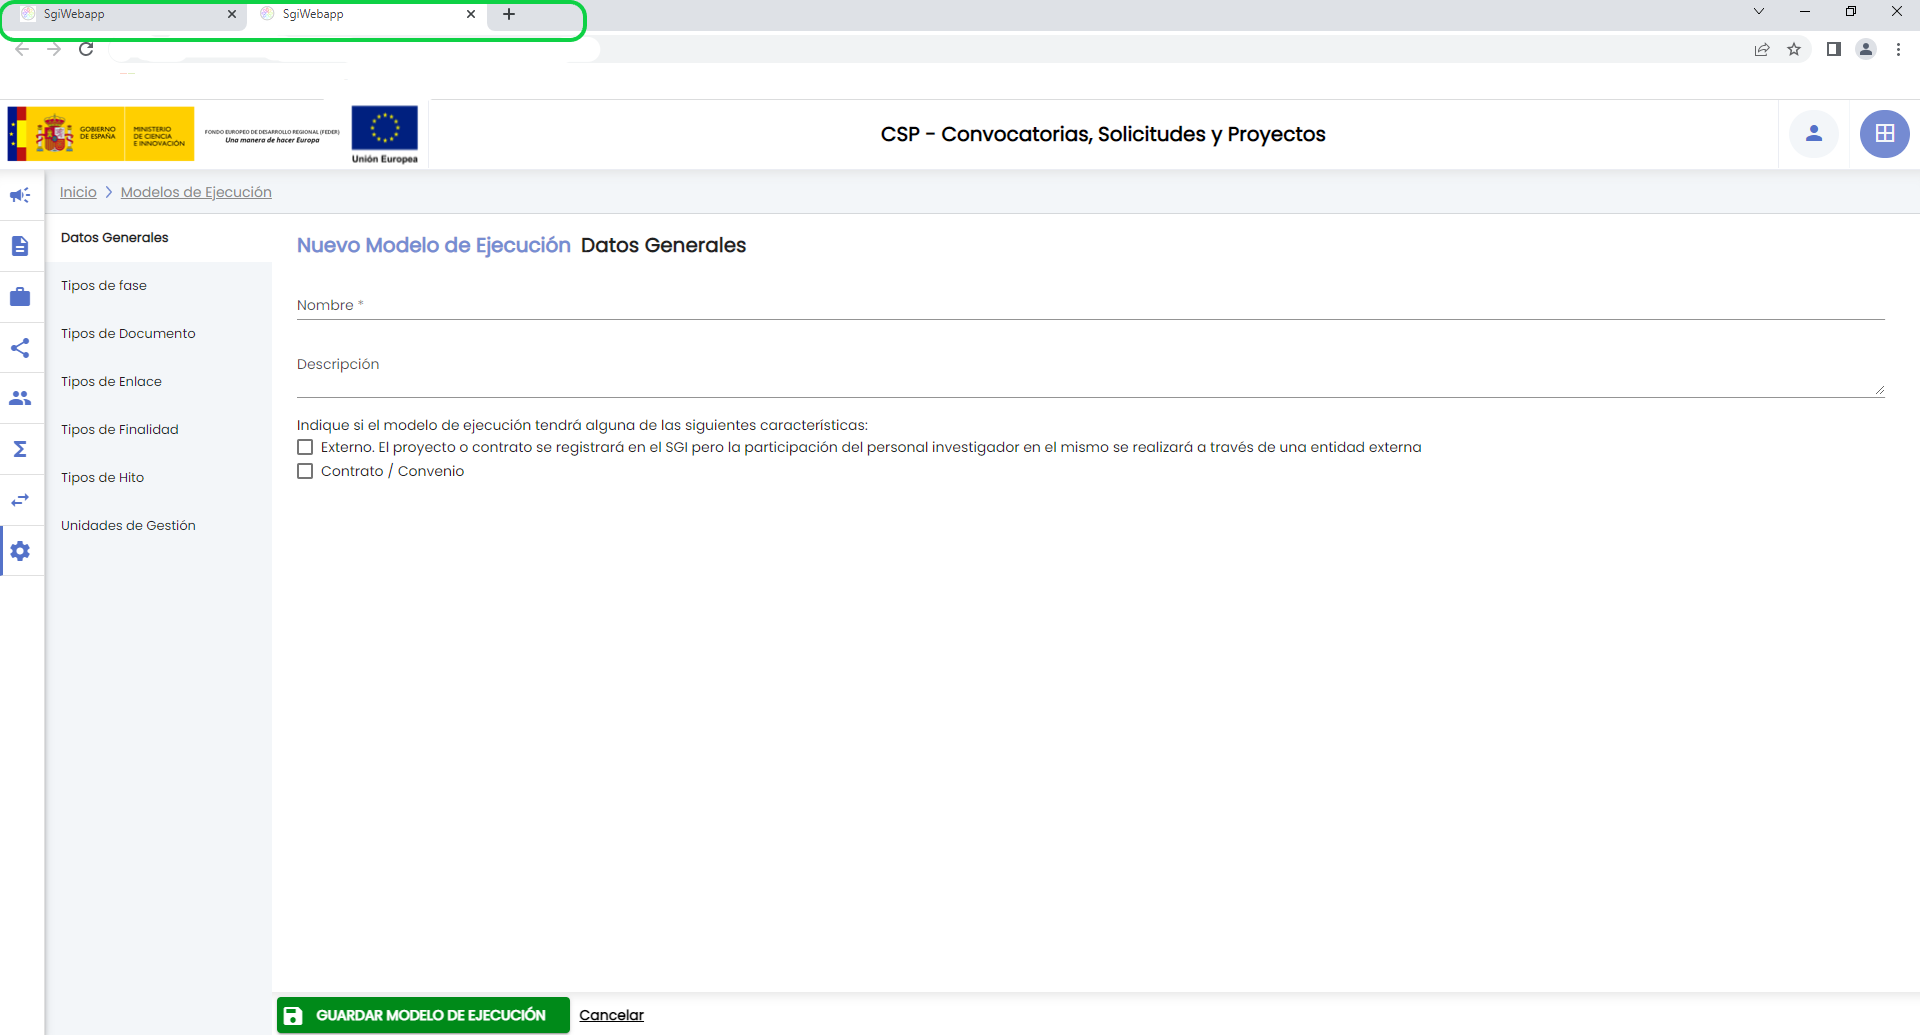 SgiWebapp
SgiWebapp
GOBIERNO
DE ESPAÑA
MINISTERIO
DE CIENCIA
E INNOVACIÓN
FONDO EUROPEO DE DESARROLLO REGIONAL (FEDER)
Una manera de hacer Europa
Unión Europea
CSP - Convocatorias, Solicitudes y Proyectos
Inicio
Modelos de Ejecución
Datos Generales
Tipos de fase
Tipos de Documento
Tipos de Enlace
Tipos de Finalidad
Tipos de Hito
Unidades de Gestión
Nuevo Modelo de Ejecución Datos Generales
Nombre *
Descripción
Indique si el modelo de ejecución tendrá alguna de las siguientes características:
Externo. El proyecto o contrato se registrará en el SGI pero la participación del personal investigador en el mismo se realizará a través de una entidad externa
Contrato / Convenio
GUARDAR MODELO DE EJECUCIÓN
Cancelar